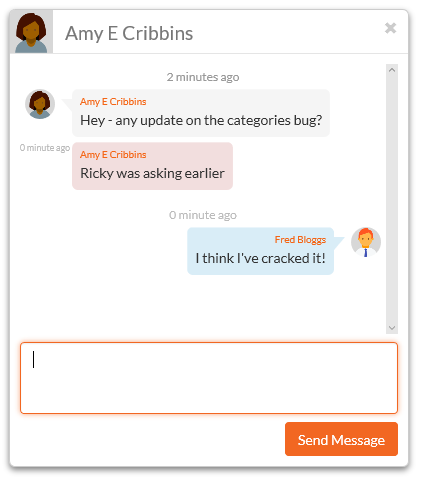 Amy E Cribbins
2 minutes ago
Amy E Cribbins
Hey - any update on the categories bug?
0 minute ago
Amy E Cribbins
Ricky was asking earlier
0 minute ago
Fred Bloggs
I think I've cracked it!
Send Message